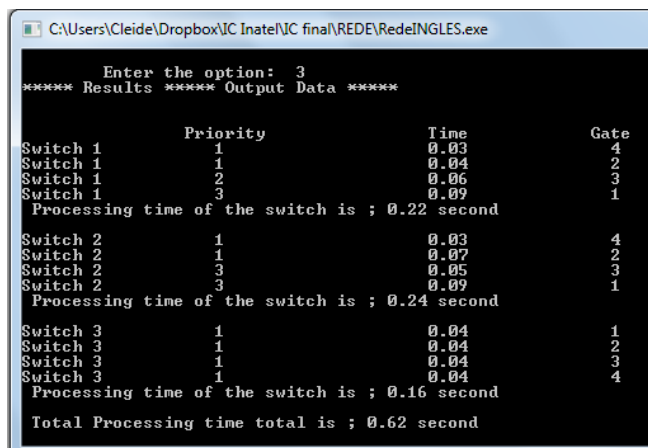 C:\Users\Cleide\Dropbox\IC Inatel\IC final\REDE\RedeINGLES.exe
Enter the option: 3
***** Results ***** Output Data *****
Priority Time Gate
Switch 1 1 0.03 4
Switch 1 1 0.04 2
Switch 1 2 0.06 3
Switch 1 3 0.09 1
Processing time of the switch is ; 0.22 second
Switch 2 1 0.03 4
Switch 2 1 0.07 2
Switch 2 3 0.05 3
Switch 2 3 0.09 1
Processing time of the switch is ; 0.24 second
Switch 3 1 0.04 1
Switch 3 1 0.04 2
Switch 3 1 0.04 3
Switch 3 1 0.04 4
Processing time of the switch is ; 0.16 second
Total Processing time total is ; 0.62 second